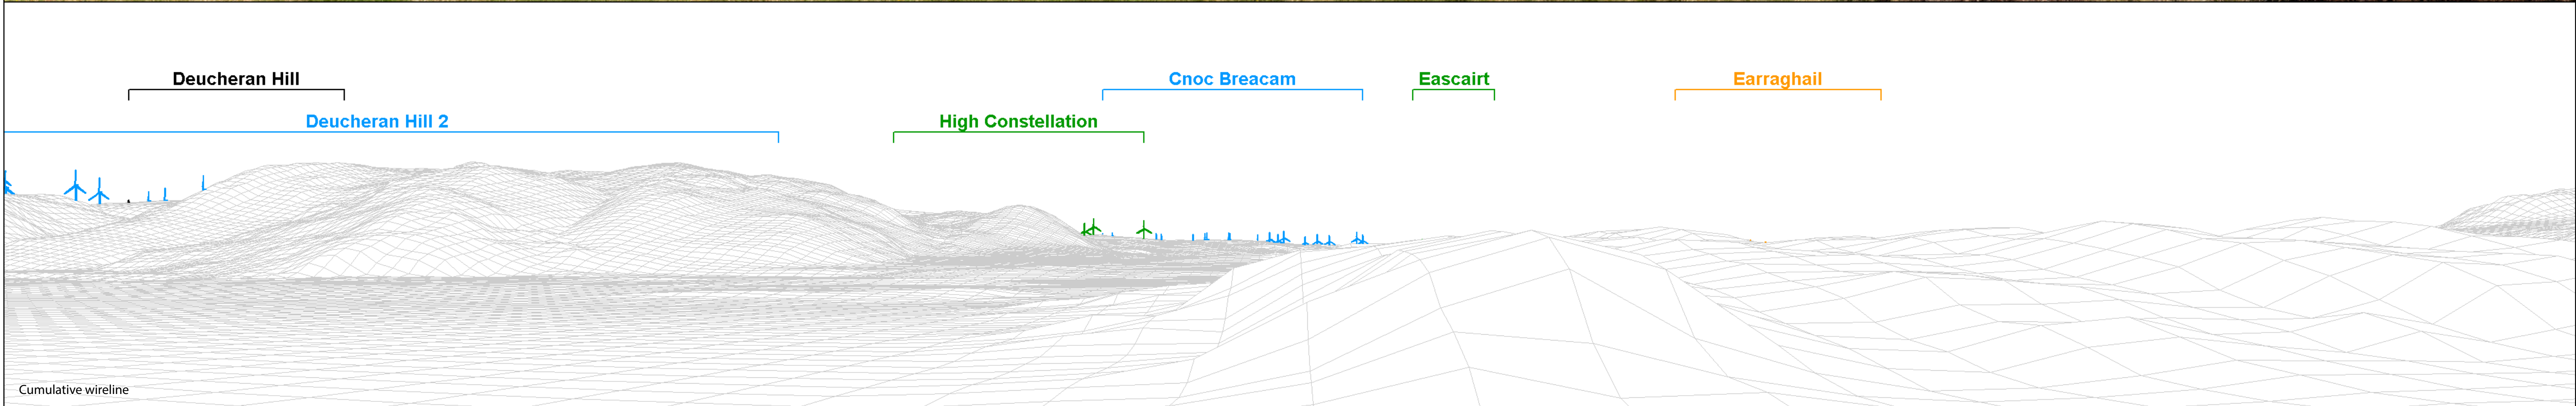 Deucheran Hill
Cnoc Breacam
Eascairt
Earraghail
Deucheran Hill 2
High Constellation
Cumulative wireline